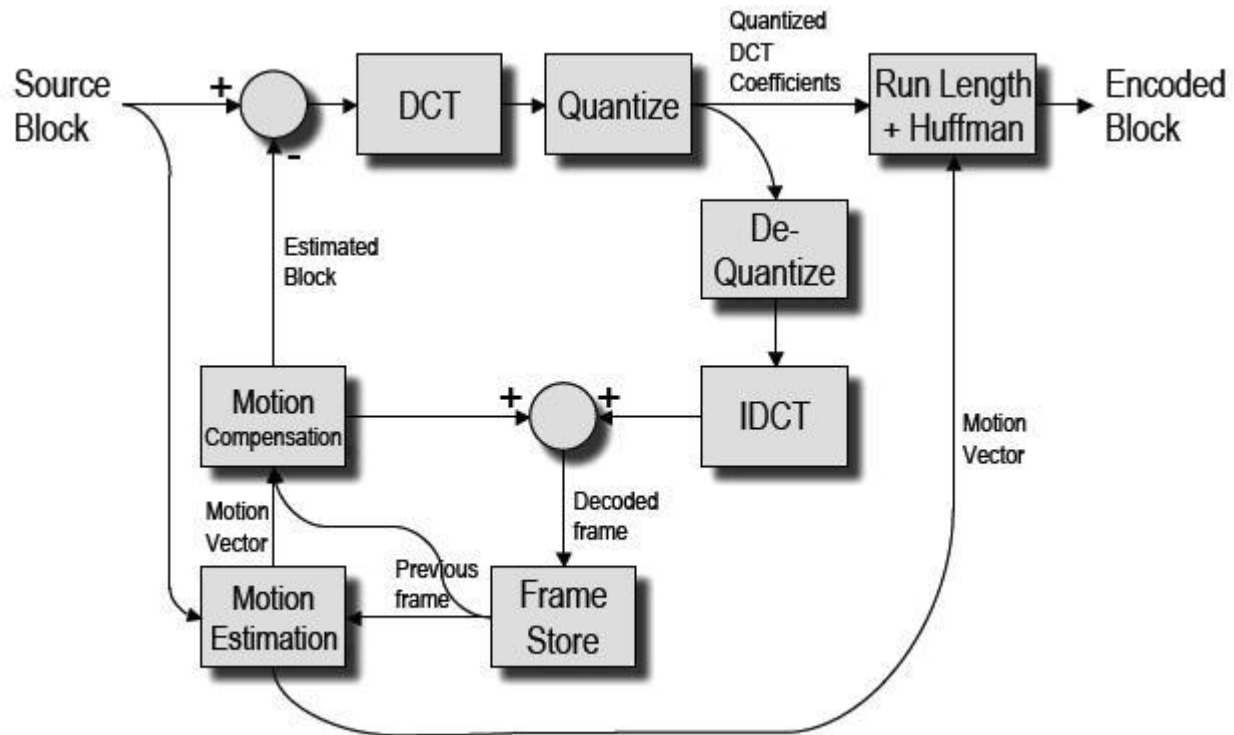 Source
Block
+
-
DCT
Quantize
Quantized
DCT
Coefficients
Run Length
+ Huffman
Encoded
Block
De-
Quantize
Estimated
Block
Motion
Compensation
+
+
IDCT
Motion
Vector
Motion
Vector
Decoded
frame
Previous
frame
Motion
Estimation
Frame
Store